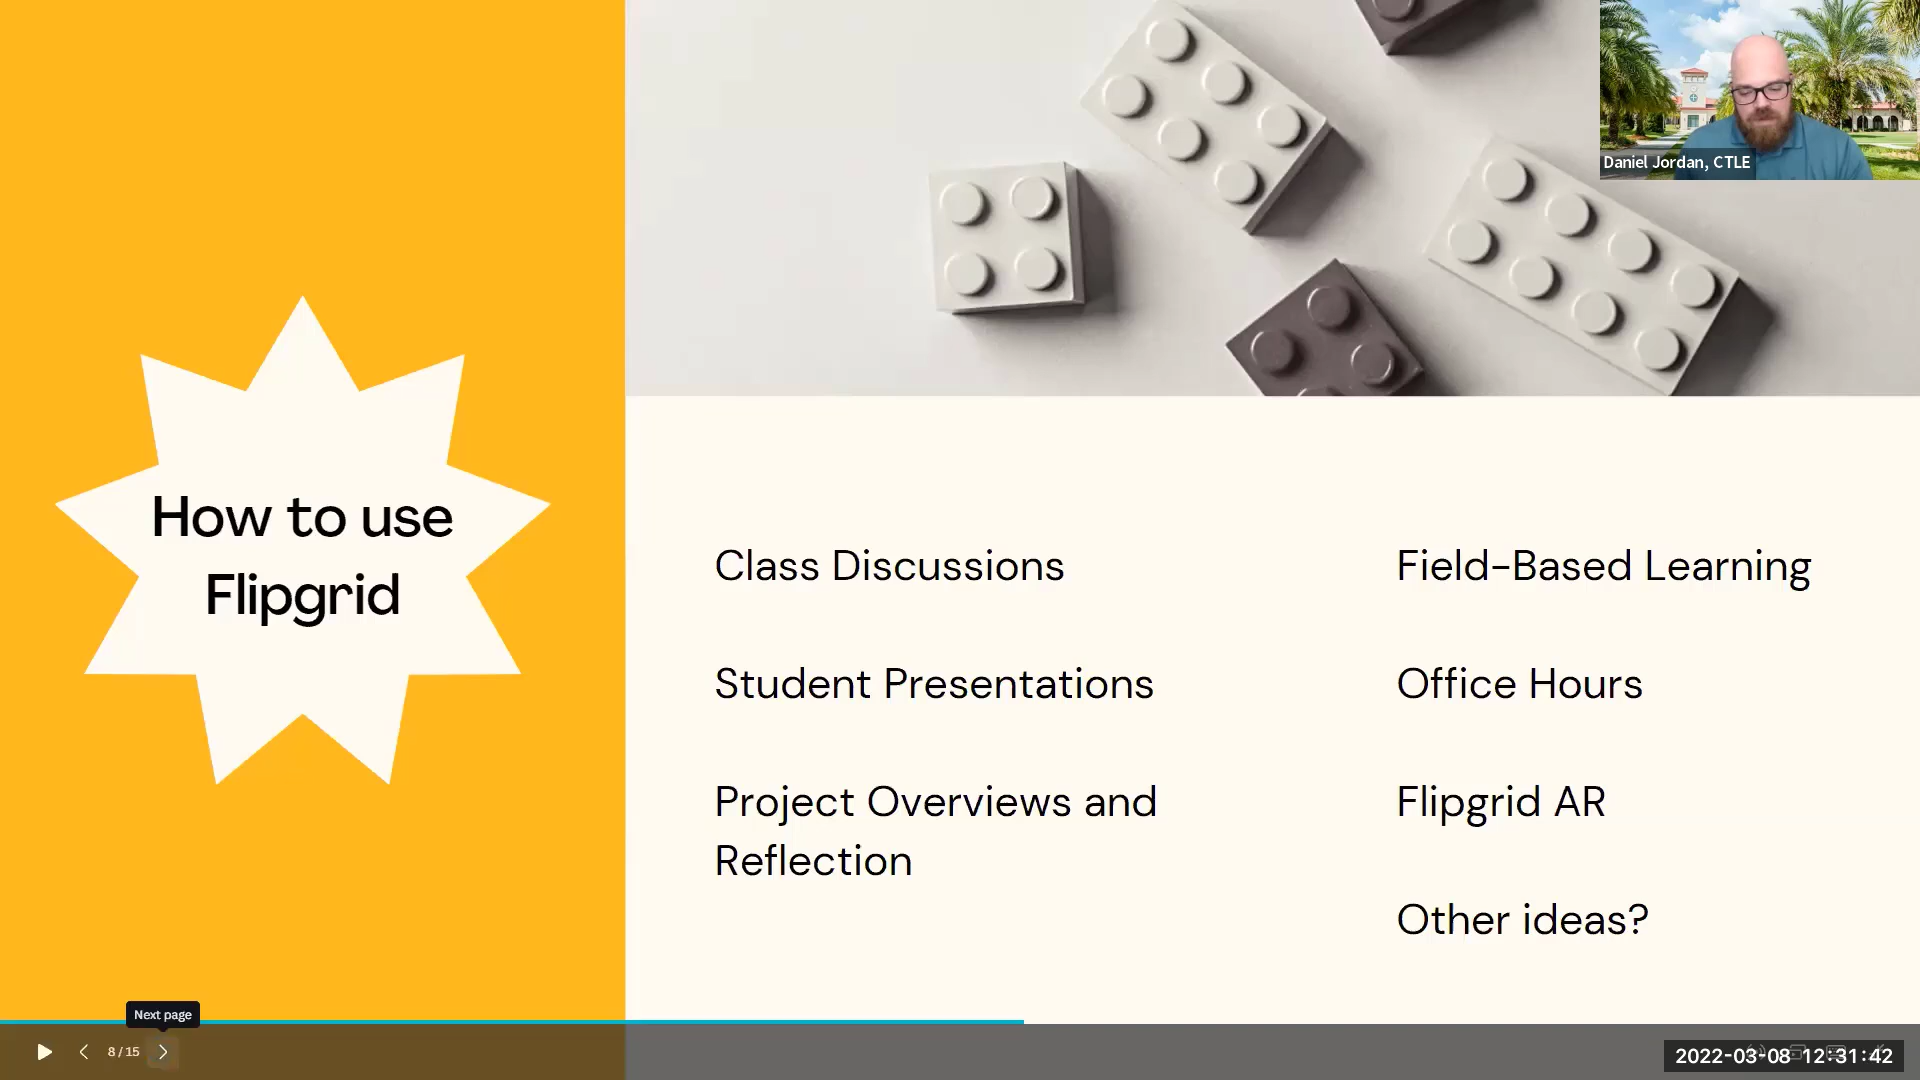 Daniel Jordan, CTLE
How to use
Flipgrid
Class Discussions
Student Presentations
Project Overviews and
Reflection
Field-Based Learning
Office Hours
Flipgrid AR
Other ideas?
Next page
8 / 15
2022-03-08 12:31:42